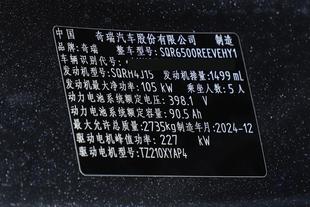 中国 奇瑞汽车股份有限公司 制造
品牌：奇瑞 整车型号：SQR6500REEVEHY1
车辆识别代号：
发动机型号：SQRH4J15 发动机排量：1499mL
发动机最大净功率：105 kW 乘坐人数：5人
动力电池系统额定电压：398.1 V
动力电池系统额定容量：90.5 Ah
最大允许总质量：2735kg 制造年月：2024-12
驱动电机峰值功率：227 kW
驱动电机型号：TZ210XYAP4